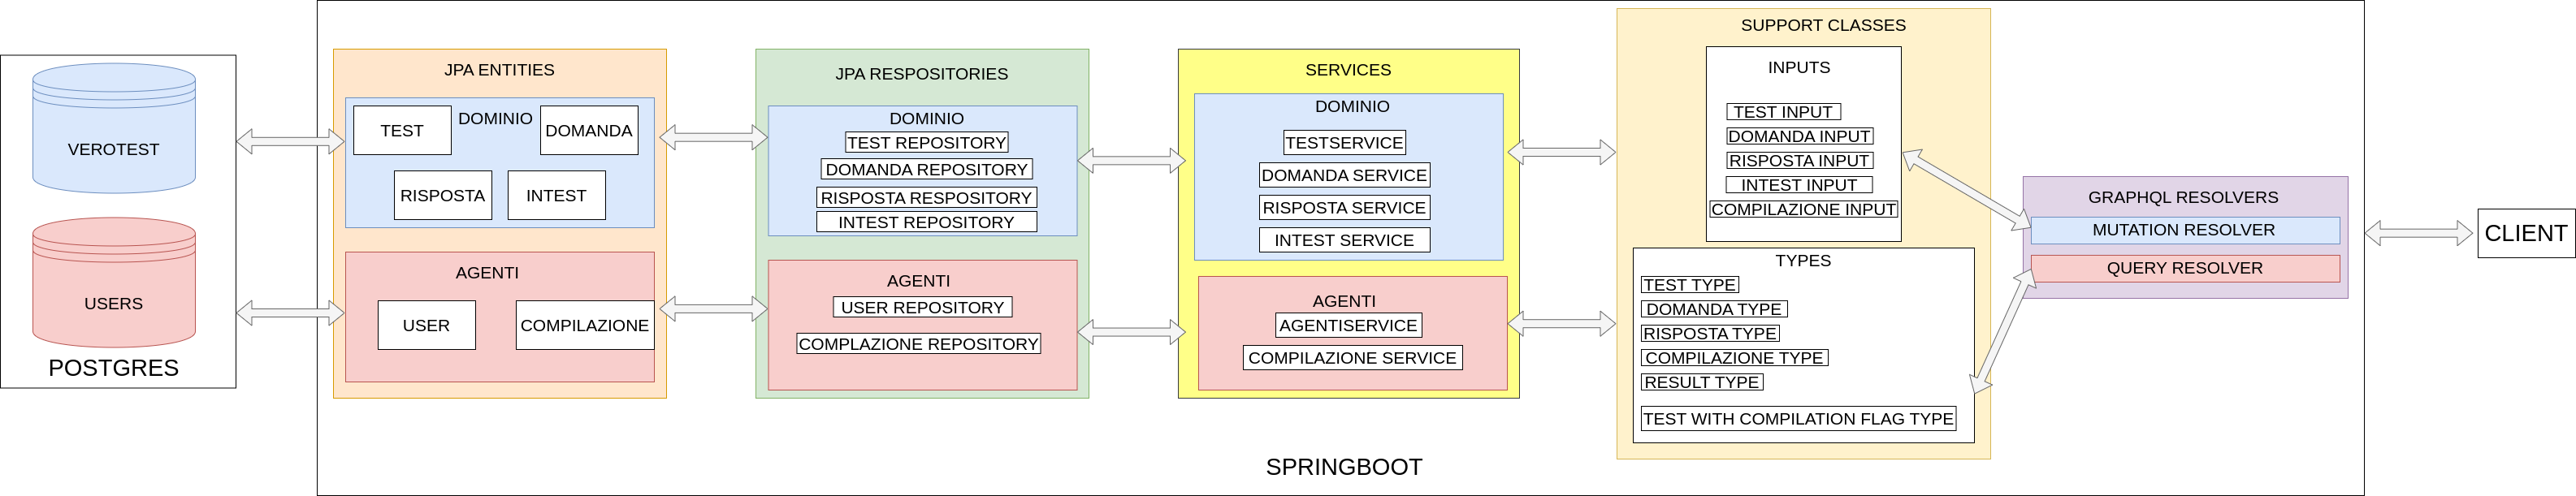 VEROTEST
USERS
POSTGRES
JPA ENTITIES
TEST
DOMINIO
DOMANDA
RISPOSTA
INTEST
AGENTI
USER
COMPILAZIONE
JPA RESPOSITORIES
DOMINIO
TEST REPOSITORY
DOMANDA REPOSITORY
RISPOSTA RESPOSITORY
INTEST REPOSITORY
AGENTI
USER REPOSITORY
COMPLAZIONE REPOSITORY
SERVICES
DOMINIO
TESTSERVICE
DOMANDA SERVICE
RISPOSTA SERVICE
INTEST SERVICE
AGENTI
AGENTISERVICE
COMPILAZIONE SERVICE
SUPPORT CLASSES
INPUTS
TEST INPUT
DOMANDA INPUT
RISPOSTA INPUT
INTEST INPUT
COMPILAZIONE INPUT
TYPES
TEST TYPE
DOMANDA TYPE
RISPOSTA TYPE
COMPILAZIONE TYPE
RESULT TYPE
TEST WITH COMPILATION FLAG TYPE
GRAPHQL RESOLVERS
MUTATION RESOLVER
QUERY RESOLVER
CLIENT
SPRINGBOOT